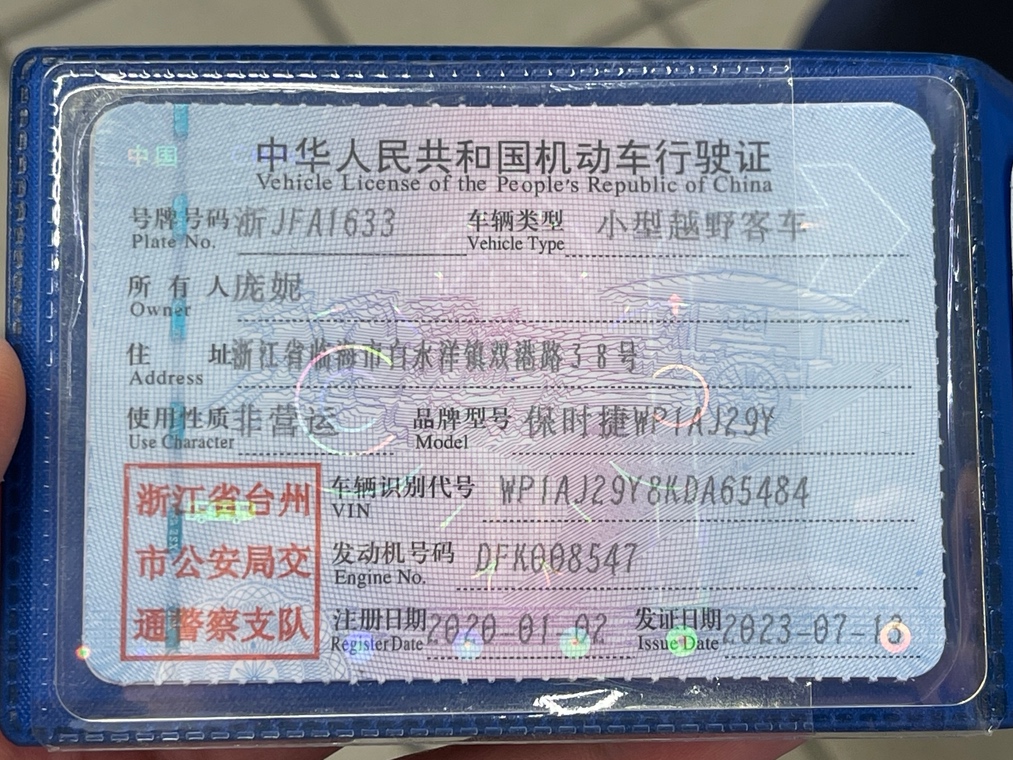 中国
中华人民共和国机动车行驶证
Vehicle License of the People's Republic of China
号牌号码 浙JFA1633 车辆类型 小型越野客车
Plate No. Vehicle Type
所有人 庞妮
Owner
住址 浙江省临海市白水洋镇双港路38号
Address
使用性质 非营运 品牌型号 保时捷WP1AJ29Y
Use Character Model
浙江省台州
市公安局交
通警察支队
车辆识别代号 WP1AJ29Y8KDA65484
VIN
发动机号码 DFK008547
Engine No.
注册日期 2020-01-02 发证日期 2023-07-13
Register Date Issue Date